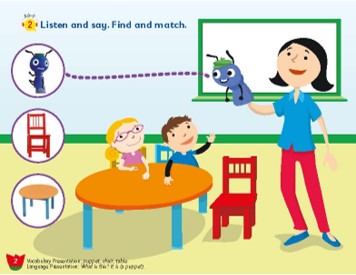 2 Listen and say. Find and match.
2 Vocabulary Presentation: puppet, chair, table
Language Presentation: What is this? It is (a puppet).